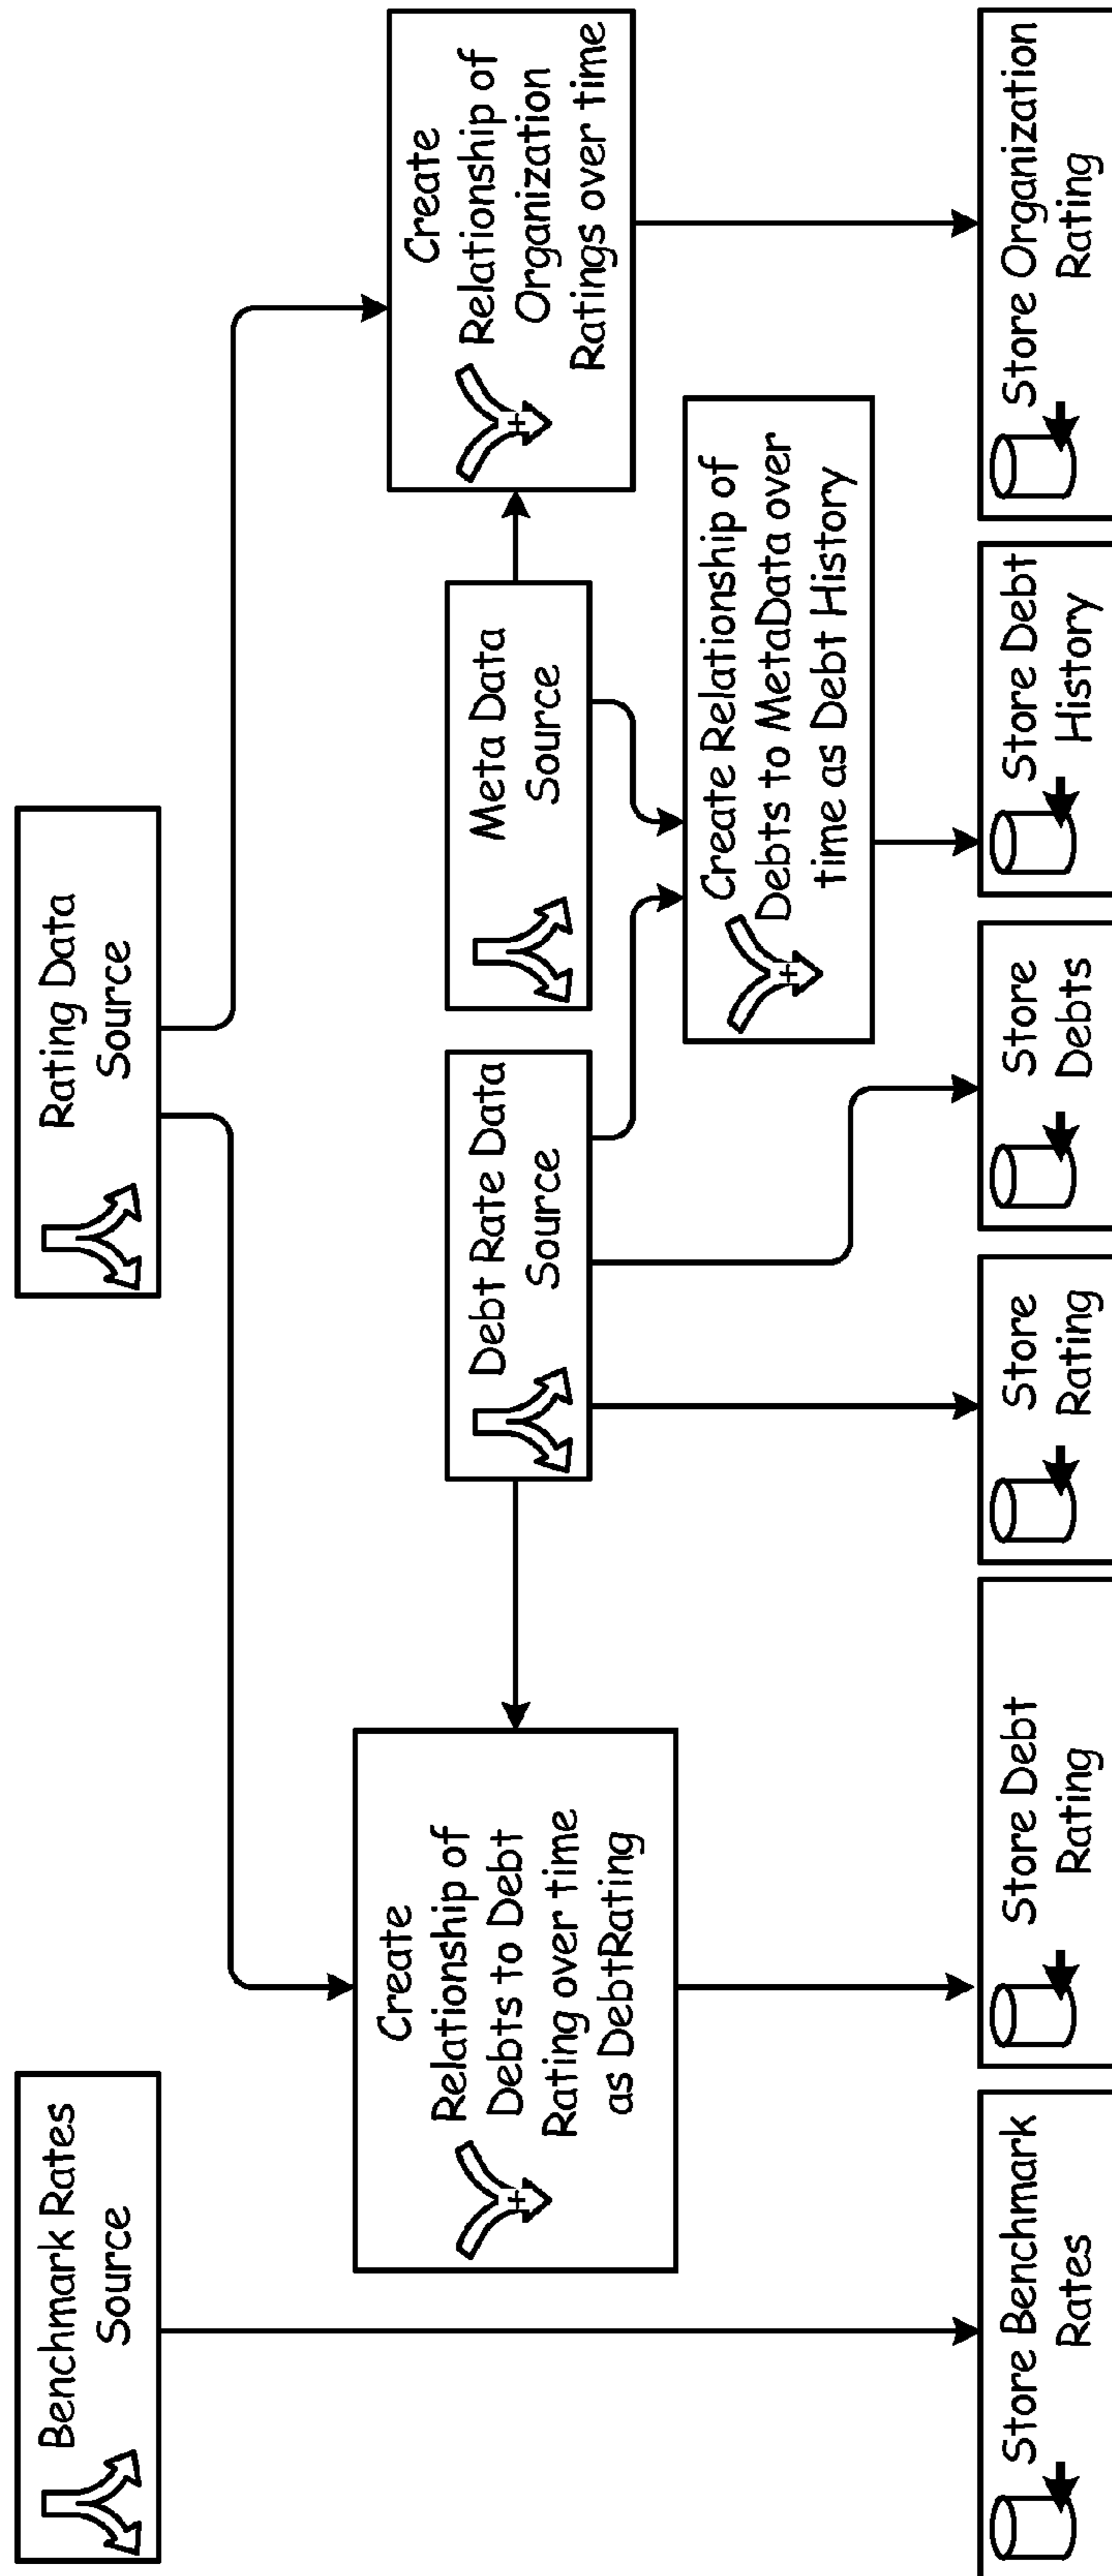 Benchmark Rates
Source
Rating Data
Source
Create
Relationship of
Debts to Debt
Rating over time
as DebtRating
Debt Rate Data
Source
Meta Data
Source
Create
Relationship of
Organization
Ratings over time
Create Relationship of
Debts to MetaData over
time as Debt History
Store Benchmark
Rates
Store Debt
Rating
Store
Rating
Store
Debts
Store Debt
History
Store Organization
Rating